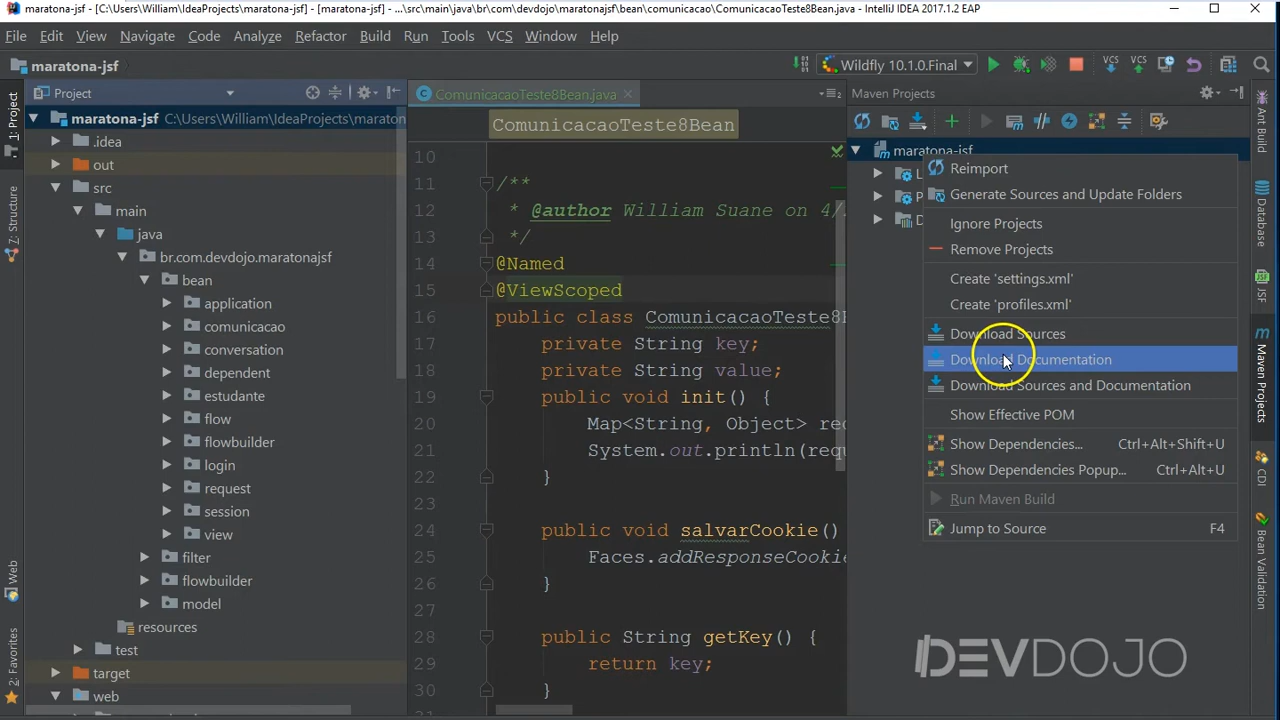 maratona-jsf - [C:\Users\William\IdeaProjects\maratona-jsf] - [maratona-jsf] - ...\src\main\java\br\com\devdojo\maratonajsf\bean\comunicacao\ComunicacaoTeste8Bean.java - IntelliJ IDEA 2017.1.2 EAP
File Edit View Navigate Code Analyze Refactor Build Run Tools VCS Window Help
maratona-jsf
Wildfly 10.1.0.Final
VCS VCS
1: Project
7: Structure
Web
2: Favorites
Project
maratona-jsf C:\Users\William\IdeaProjects\maraton
.idea
out
src
main
java
br.com.devdojo.maratonajsf
bean
application
comunicacao
conversation
dependent
estudante
flow
flowbuilder
login
request
session
view
filter
flowbuilder
model
resources
test
target
web
ComunicacaoTeste8Bean.java
2
ComunicacaoTeste8Bean
10
11 /**
12 * @author William Suane on 4/
13 */
14 @Named
15 @ViewScoped
16 public class ComunicacaoTeste8B
17 private String key;
18 private String value;
19 public void init() {
20 Map<String, Object> req
21 System.out.println(requ
22 }
23
24 public void salvarCookie()
25 Faces.addResponseCookie
26 }
27
28 public String getKey() {
29 return key;
30 }
Maven Projects
maratona-jsf
L
P
D
Reimport
Generate Sources and Update Folders
Ignore Projects
Remove Projects
Create 'settings.xml'
Create 'profiles.xml'
Download Sources
Download Documentation
Download Sources and Documentation
Show Effective POM
Show Dependencies... Ctrl+Alt+Shift+U
Show Dependencies Popup... Ctrl+Alt+U
Run Maven Build
Jump to Source F4
Ant Build
Database
JSF
Maven Projects
CDI
Bean Validation
DEVDOJO